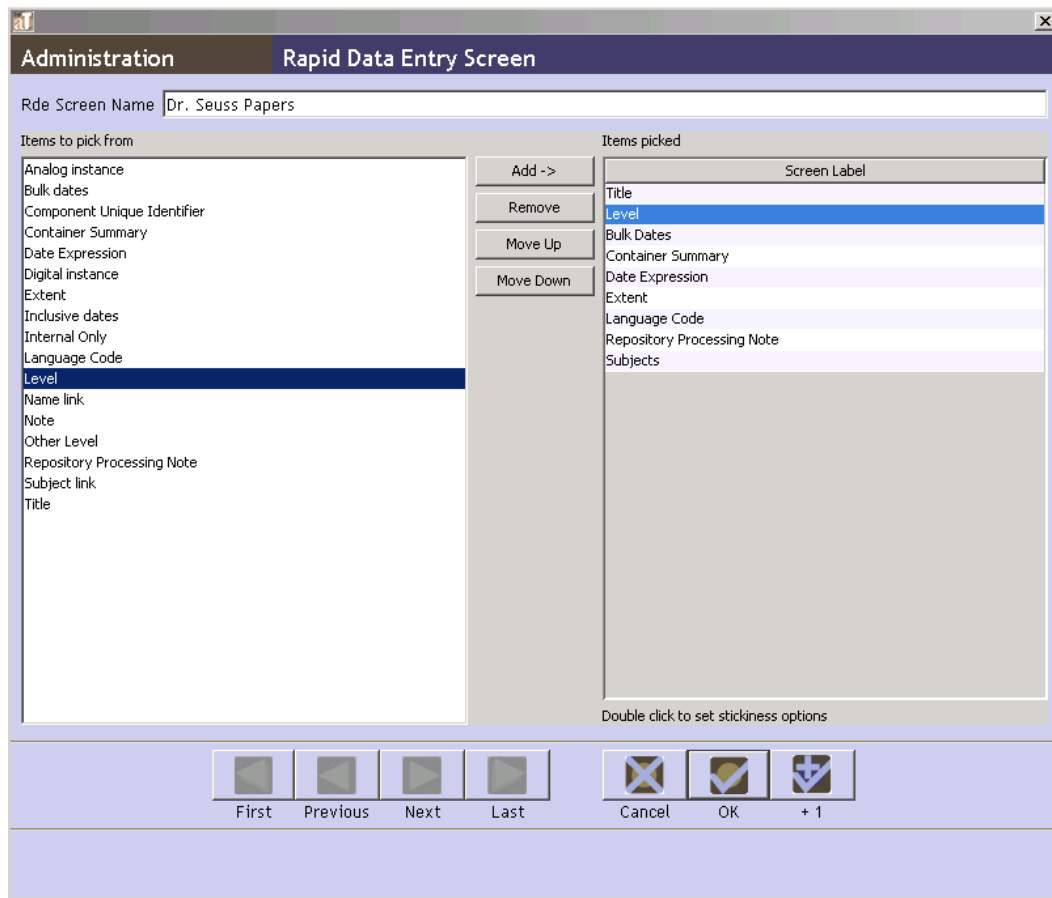 aT
Administration Rapid Data Entry Screen
Rde Screen Name Dr. Seuss Papers
Items to pick from
Analog instance
Bulk dates
Component Unique Identifier
Container Summary
Date Expression
Digital instance
Extent
Inclusive dates
Internal Only
Language Code
Level
Name link
Note
Other Level
Repository Processing Note
Subject link
Title
Add ->
Remove
Move Up
Move Down
Items picked
Screen Label
Title
Level
Bulk Dates
Container Summary
Date Expression
Extent
Language Code
Repository Processing Note
Subjects
Double click to set stickiness options
First Previous Next Last Cancel OK + 1